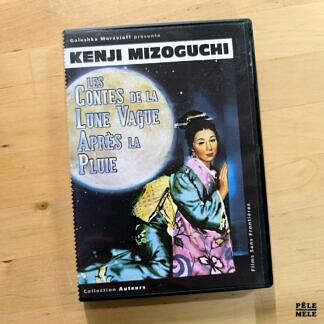 Galeshka Moravioff présente
KENJI MIZOGUCHI
LES
CONTES DE LA
LUNE VAGUE
APRÈS LA
PLUIE
Films Sans Frontières
Collection Auteurs
PÊLE
MÊLE